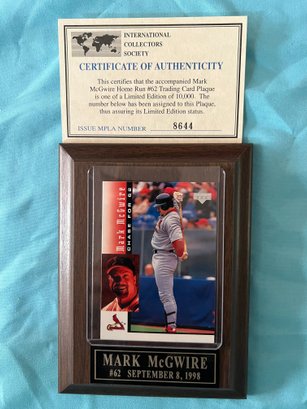 INTERNATIONAL
COLLECTORS
SOCIETY
CERTIFICATE OF AUTHENTICITY
This certifies that the accompanied Mark
McGwire Home Run #62 Trading Card Plaque
is one of a Limited Edition of 10,000. The
number below has been assigned to this Plaque,
thus assuring its Limited Edition status.
ISSUE MPLA NUMBER 8644
Mark McGwire
CHASE FOR 62
MARK McGWIRE
#62 SEPTEMBER 8, 1998